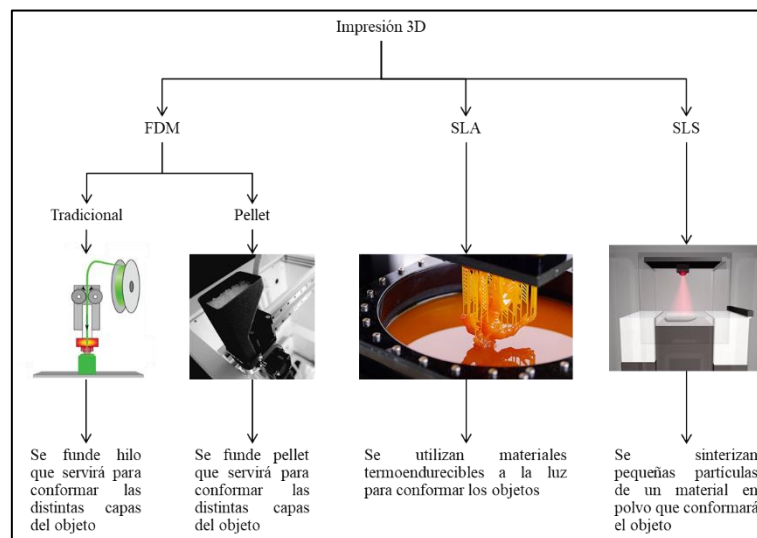 Impresión 3D
FDM
SLA
SLS
Tradicional
Pellet
Se funde hilo
que servirá para
conformar las
distintas capas
del objeto
Se funde pellet
que servirá para
conformar las
distintas capas
del objeto
Se utilizan materiales
termoendurecibles a la luz
para conformar los objetos
Se sinterizan
pequeñas partículas
de un material en
polvo que conformará
el objeto